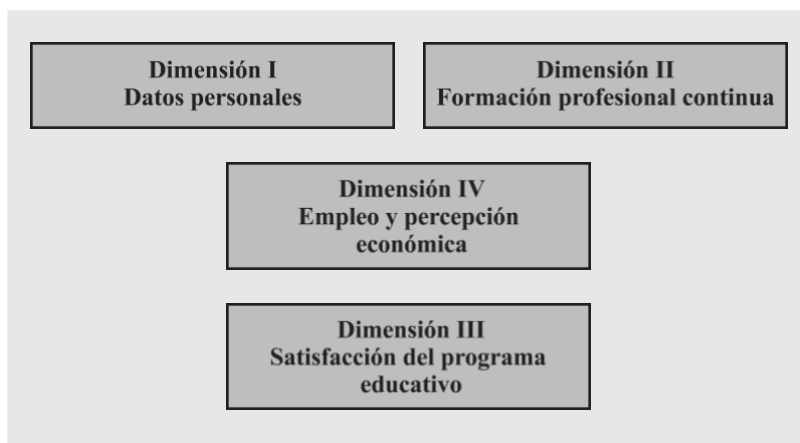 Dimensión I
Datos personales
Dimensión II
Formación profesional continua
Dimensión IV
Empleo y percepción
económica
Dimensión III
Satisfacción del programa
educativo